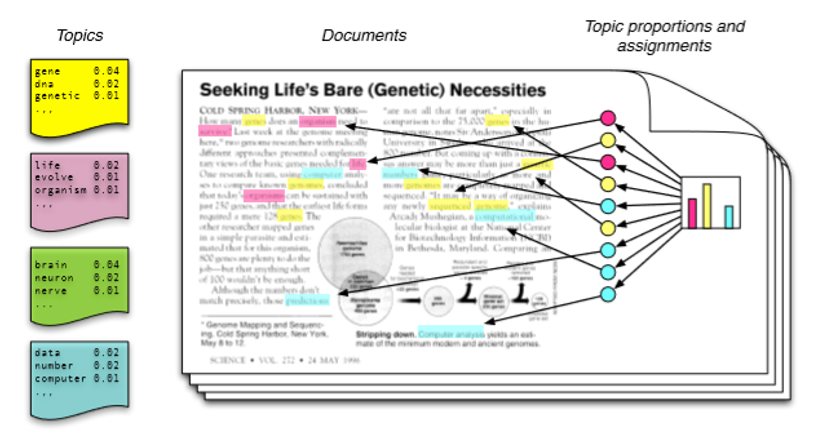 Topics
Documents
Topic proportions and
assignments
gene 0.04
dna 0.02
genetic 0.01
...
life 0.02
evolve 0.01
organism 0.01
...
brain 0.04
neuron 0.02
nerve 0.01
...
data 0.02
number 0.02
computer 0.01
...
Seeking Life's Bare (Genetic) Necessities
COLD SPRING HARBOR, NEW YORK—
How many genes does an organism need to
survive? Last week at the genome meeting
here,* two genome researchers with radically
different approaches presented complemen-
tary views of the basic genes needed for life.
One research team, using computer analy-
ses to compare known genomes, concluded
that today's organisms can be sustained with
just 250 genes, and that the earliest life forms
required a mere 128 genes. The
other researcher mapped genes
in a simple parasite and esti-
mated that for this organism,
800 genes are plenty to do the
job—but that anything short
of 100 wouldn't be enough.
Although the numbers don't
match precisely, those predictions
* Genome Mapping and Sequenc-
ing, Cold Spring Harbor, New York,
May 8 to 12.
"are not all that far apart," especially in
comparison to the 75,000 genes in the hu-
genome, notes Siv Andersson
University in arrived at the
800 number. But coming up with a
answer may be more than just a
numbers particularly
more genomes are mapped and
sequenced. "It may be a way of organizing
any newly sequenced genome," explains
Arcady Mushegian, a computational mo-
lecular biologist at the National Center
for Biotechnology Information (NCBI)
in Bethesda, Maryland. Comparing
Stripping down. Computer analysis yields an esti-
mate of the minimum modern and ancient genomes.
SCIENCE • VOL. 272 • 24 MAY 1996